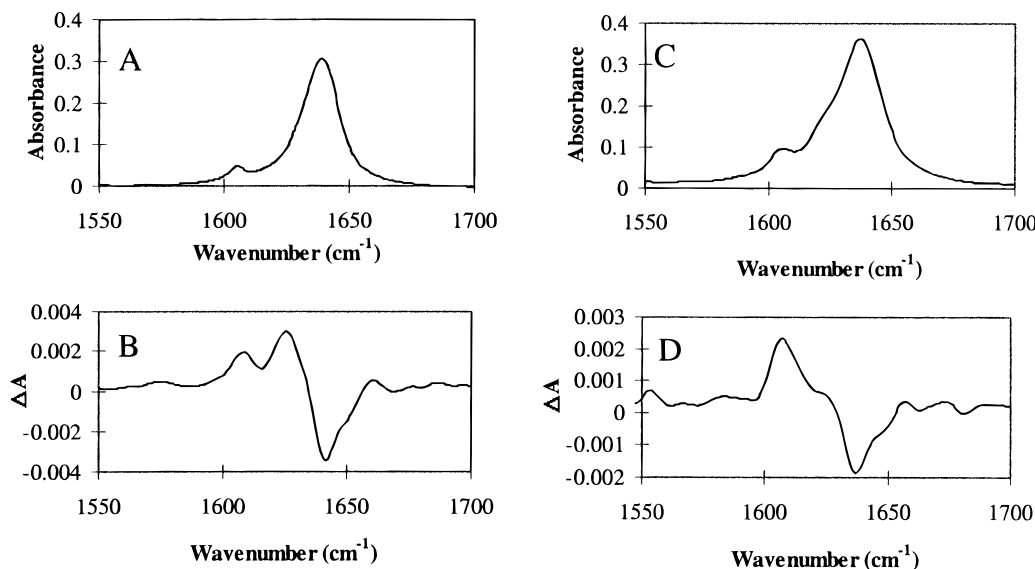 A
Absorbance
0.4
0.3
0.2
0.1
0
1550 1600 1650 1700
Wavenumber (cm-1)
B
ΔA
0.004
0.002
0
-0.002
-0.004
1550 1600 1650 1700
Wavenumber (cm-1)
C
Absorbance
0.4
0.3
0.2
0.1
0
1550 1600 1650 1700
Wavenumber (cm-1)
D
ΔA
0.003
0.002
0.001
0
-0.001
-0.002
1550 1600 1650 1700
Wavenumber (cm-1)